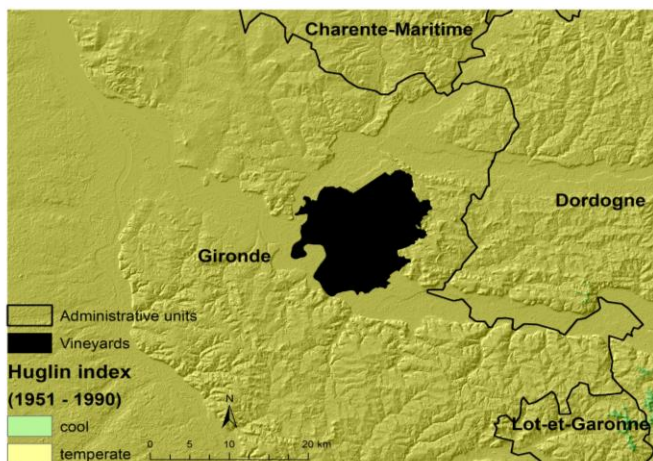 Charente-Maritime
Dordogne
Gironde
Administrative units
Vineyards
Huglin index
(1951 - 1990)
cool
temperate
N
0 5 10 20 km
Lot-et-Garonne